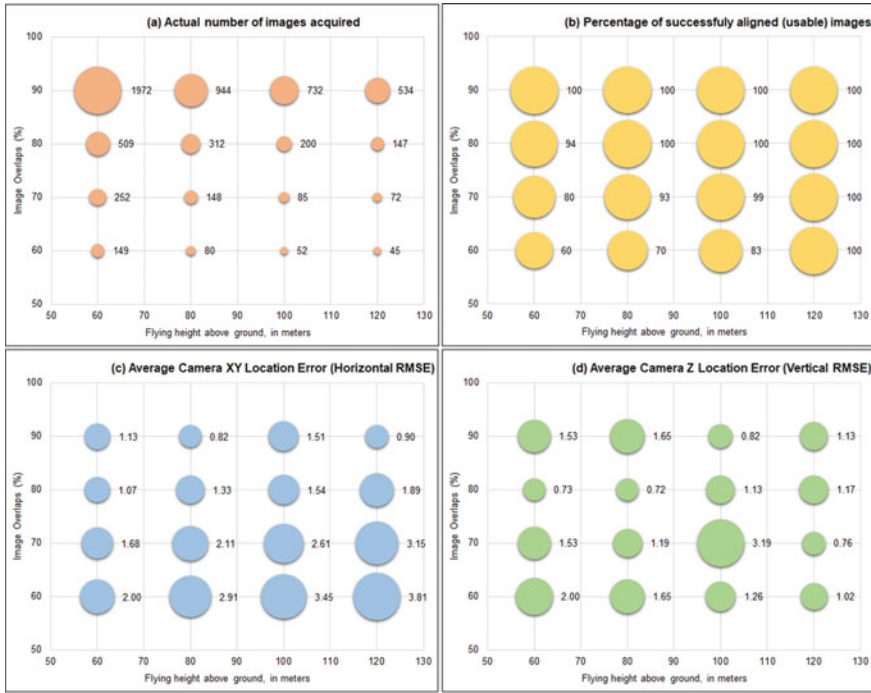 (a) Actual number of images acquired
100
90
80
70
60
50
Image Overlaps (%)
1972 944 732 534
509 312 200 147
252 148 85 72
149 80 52 45
50 60 70 80 90 100 110 120 130
Flying height above ground, in meters
(b) Percentage of successfuly aligned (usable) images
100
90
80
70
60
50
Image Overlaps (%)
100 100 100 100
94 100 100 100
80 93 99 100
60 70 83 100
50 60 70 80 90 100 110 120 130
Flying height above ground, in meters
(c) Average Camera XY Location Error (Horizontal RMSE)
100
90
80
70
60
50
Image Overlaps (%)
1.13 0.82 1.51 0.90
1.07 1.33 1.54 1.89
1.68 2.11 2.61 3.15
2.00 2.91 3.45 3.81
50 60 70 80 90 100 110 120 130
Flying height above ground, in meters
(d) Average Camera Z Location Error (Vertical RMSE)
100
90
80
70
60
50
Image Overlaps (%)
1.53 1.65 0.82 1.13
0.73 0.72 1.13 1.17
1.53 1.19 3.19 0.76
2.00 1.65 1.26 1.02
50 60 70 80 90 100 110 120 130
Flying height above ground, in meters